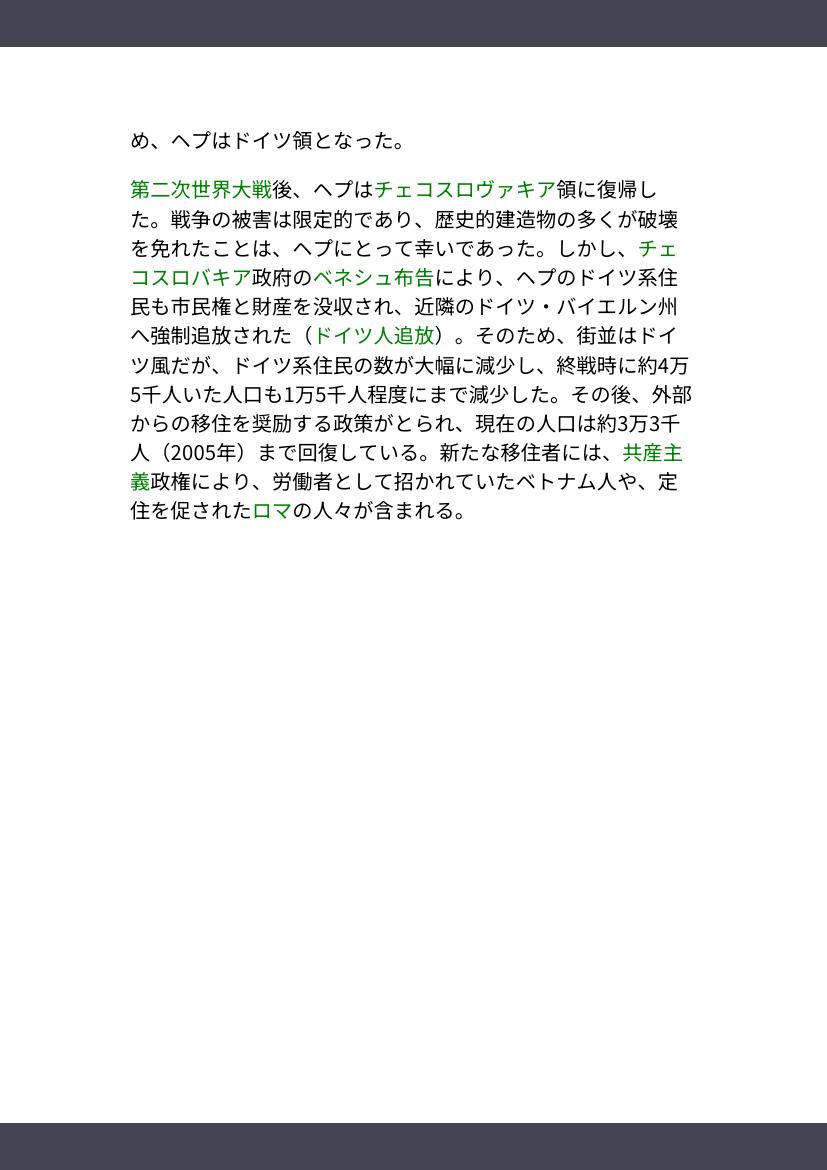 め、ヘプはドイツ領となった。
第二次世界大戦後、ヘプはチェコスロヴァキア領に復帰し
た。戦争の被害は限定的であり、歴史的建造物の多くが破壊
を免れたことは、ヘプにとって幸いであった。しかし、チェ
コスロバキア政府のベネシュ布告により、ヘプのドイツ系住
民も市民権と財産を没収され、近隣のドイツ・バイエルン州
へ強制追放された（ドイツ人追放）。そのため、街並はドイ
ツ風だが、ドイツ系住民の数が大幅に減少し、終戦時に約4万
5千人いた人口も1万5千人程度にまで減少した。その後、外部
からの移住を奨励する政策がとられ、現在の人口は約3万3千
人（2005年）まで回復している。新たな移住者には、共産主
義政権により、労働者として招かれていたベトナム人や、定
住を促されたロマの人々が含まれる。